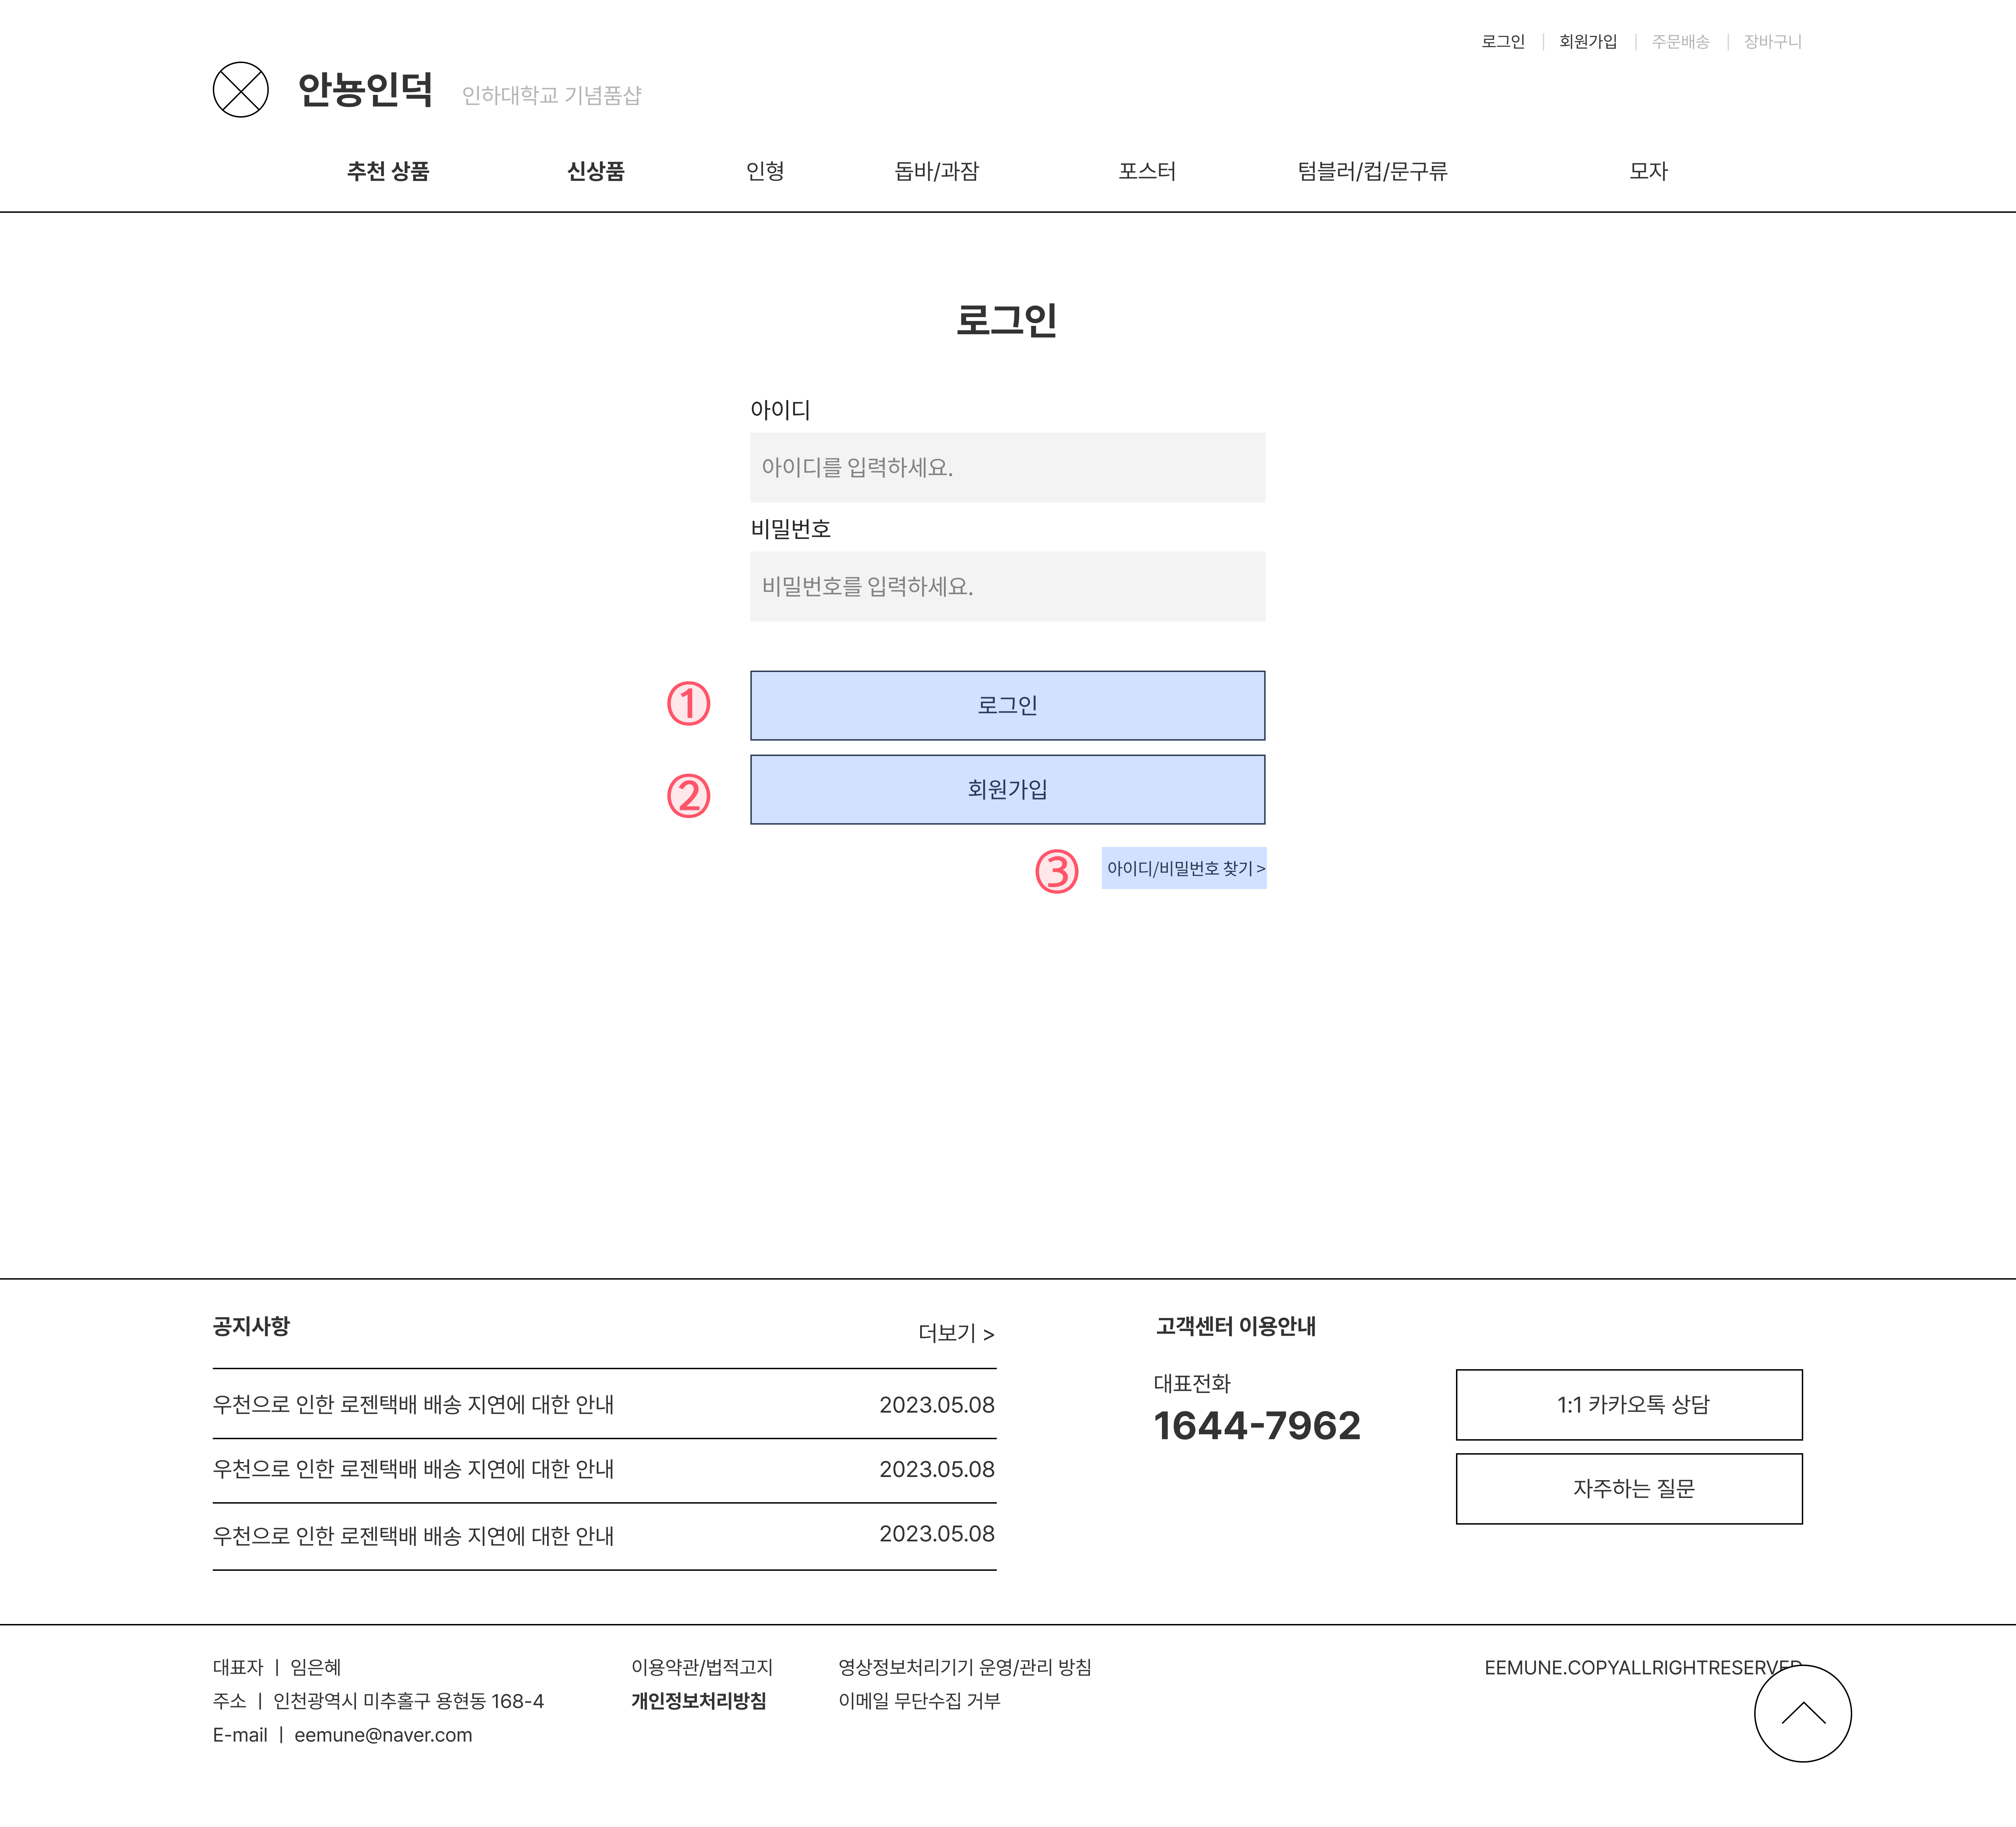 로그인 | 회원가입 | 주문배송 | 장바구니
안뇽인덕 인하대학교 기념품샵
추천 상품 신상품 인형 돕바/과잠 포스터 텀블러/컵/문구류 모자
로그인
아이디
아이디를 입력하세요.
비밀번호
비밀번호를 입력하세요.
① 로그인
② 회원가입
③ 아이디/비밀번호 찾기 >
공지사항 더보기 >
우천으로 인한 로젠택배 배송 지연에 대한 안내 2023.05.08
우천으로 인한 로젠택배 배송 지연에 대한 안내 2023.05.08
우천으로 인한 로젠택배 배송 지연에 대한 안내 2023.05.08
고객센터 이용안내
대표전화
1644-7962
1:1 카카오톡 상담
자주하는 질문
대표자 | 임은혜
주소 | 인천광역시 미추홀구 용현동 168-4
E-mail | eemune@naver.com
이용약관/법적고지
개인정보처리방침
영상정보처리기기 운영/관리 방침
이메일 무단수집 거부
EEMUNE.COPYALLRIGHTRESERVED